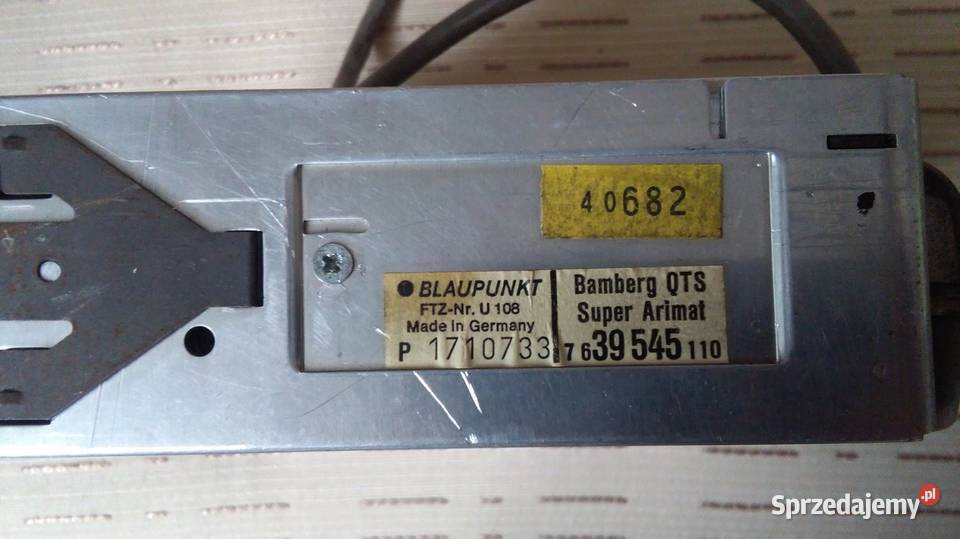 40682
BLAUPUNKT
FTZ-Nr. U 108
Made in Germany
P 1710733
Bamberg QTS
Super Arimat
7 639 545 110
Sprzedajemy.pl